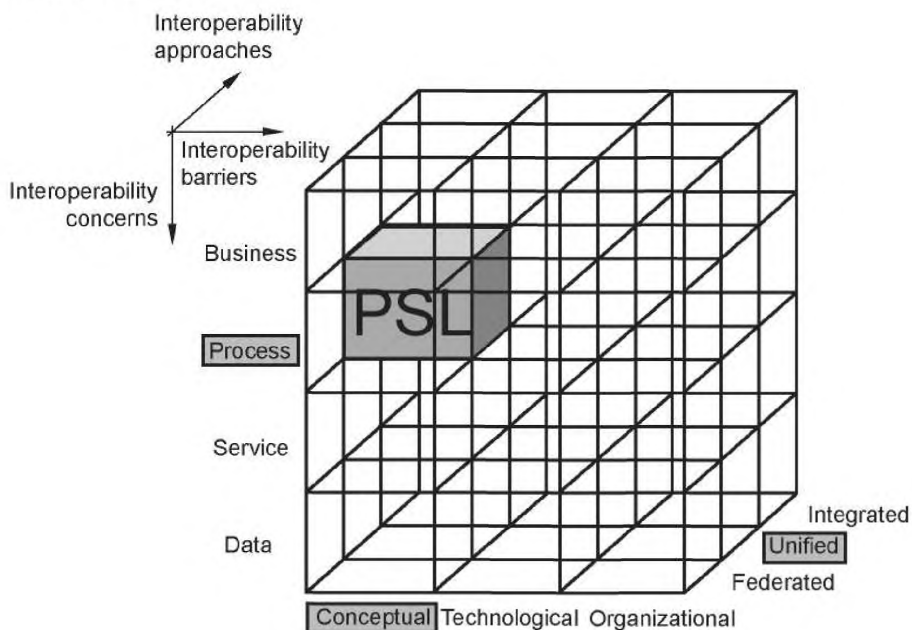 Interoperability
approaches
Interoperability
barriers
Interoperability
concerns
Business
PSL
Process
Service
Data
Integrated
Unified
Federated
Conceptual Technological Organizational